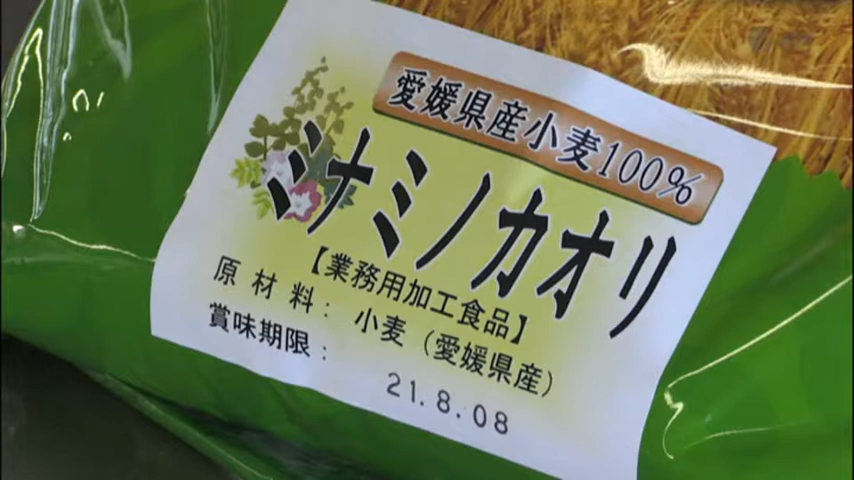 愛媛県産小麦100%
ミナミノカオリ
【業務用加工食品】
原材料：小麦（愛媛県産）
賞味期限：
21.8.08